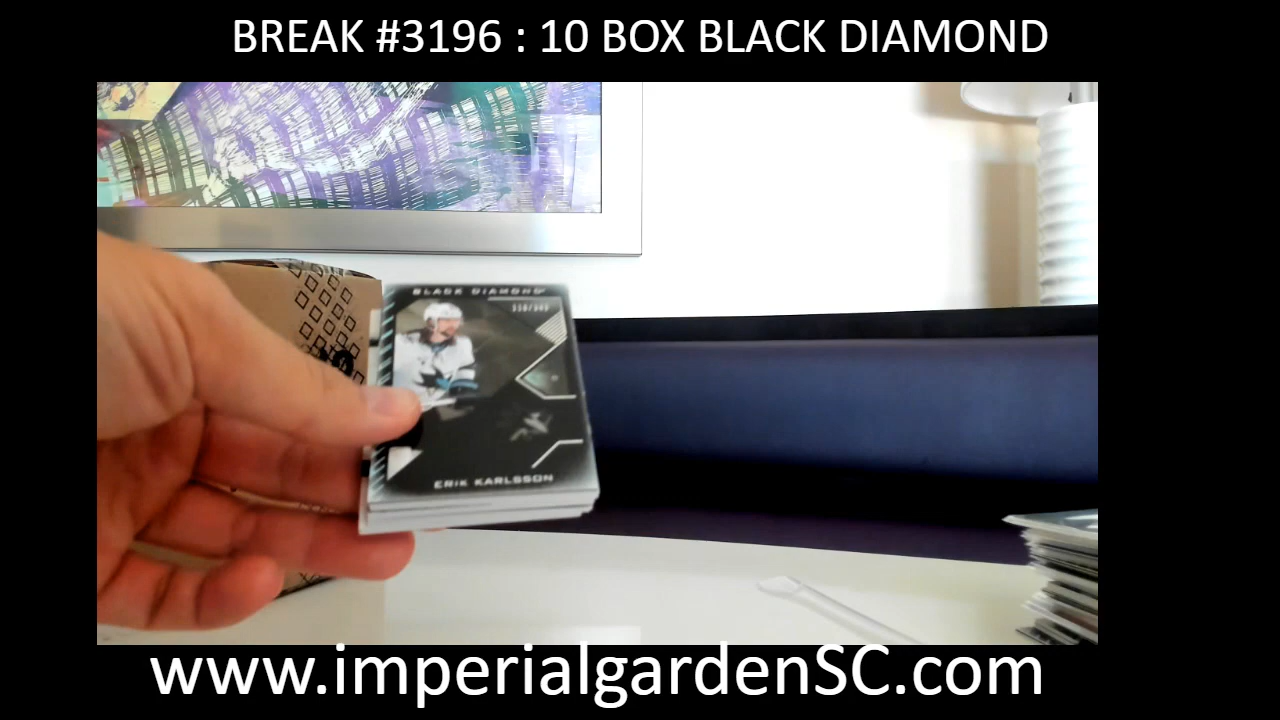 BREAK #3196 : 10 BOX BLACK DIAMOND
BLACK DIAMOND
ERIK KARLSSON
www.imperialgardenSC.com